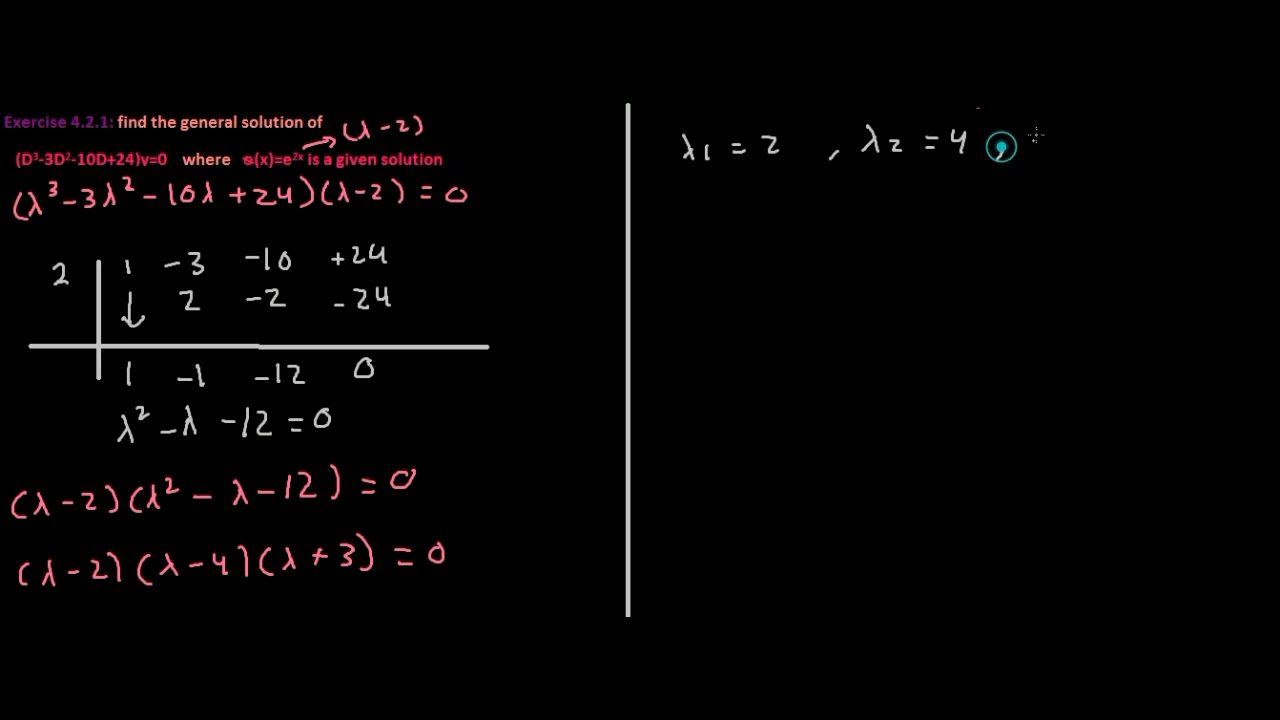 Exercise 4.2.1: find the general solution of
(λ-2)
(D³-3D²-10D+24)y=0 where s(x)=e²ˣ is a given solution
(λ³-3λ²-10λ+24)(λ-2)=0
2 | 1 -3 -10 +24
↓ 2 -2 -24
1 -1 -12 0
λ²-λ-12=0
(λ-2)(λ²-λ-12)=0
(λ-2)(λ-4)(λ+3)=0
λ1=2 , λ2=4 ,